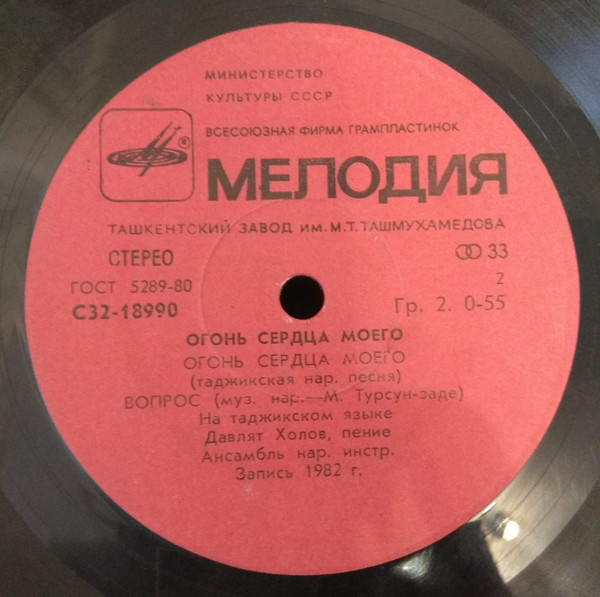 МИНИСТЕРСТВО
КУЛЬТУРЫ СССР
ВСЕСОЮЗНАЯ ФИРМА ГРАМПЛАСТИНОК
®
МЕЛОДИЯ
ТАШКЕНТСКИЙ ЗАВОД ИМ. М.Т. ТАШМУХАМЕДОВА
СТЕРЕО 33
ГОСТ 5289-80 2
С32-18990 Гр. 2. 0-55
ОГОНЬ СЕРДЦА МОЕГО
ОГОНЬ СЕРДЦА МОЕГО
(таджикская нар. песня)
ВОПРОС (муз. нар.—М. Турсун-заде)
На таджикском языке
Давлят Холов, пение
Ансамбль нар. инстр.
Запись 1982 г.